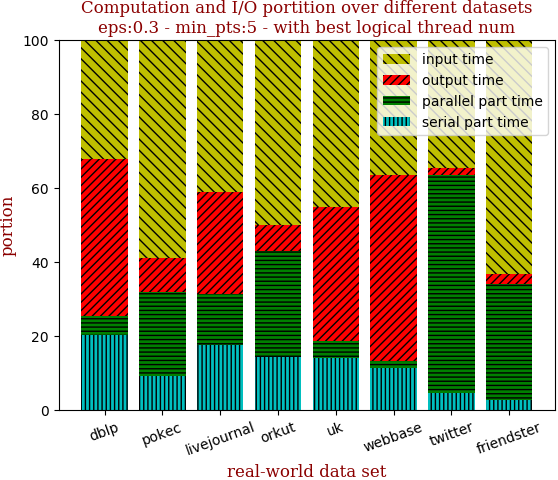 Computation and I/O portion over different datasets
eps:0.3 - min_pts:5 - with best logical thread num
100
80
60
40
20
0
portion
input time
output time
parallel part time
serial part time
dblp
pokec
livejournal
orkut
uk
webbase
twitter
friendster
real-world data set